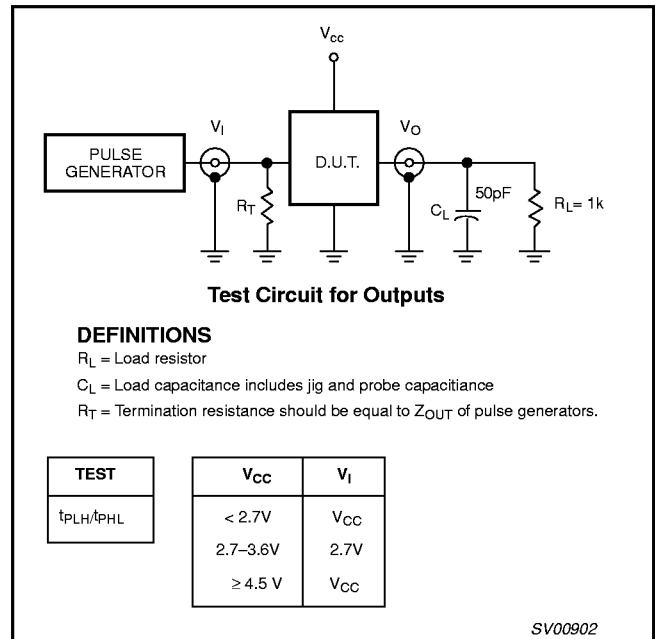 Vcc
VI
VO
PULSE
GENERATOR
D.U.T.
RT
50pF
CL
RL= 1k
Test Circuit for Outputs
DEFINITIONS
RL = Load resistor
CL = Load capacitance includes jig and probe capacitiance
RT = Termination resistance should be equal to ZOUT of pulse generators.
TEST
tPLH/tPHL
VCC VI
< 2.7V VCC
2.7–3.6V 2.7V
≥ 4.5 V VCC
SV00902